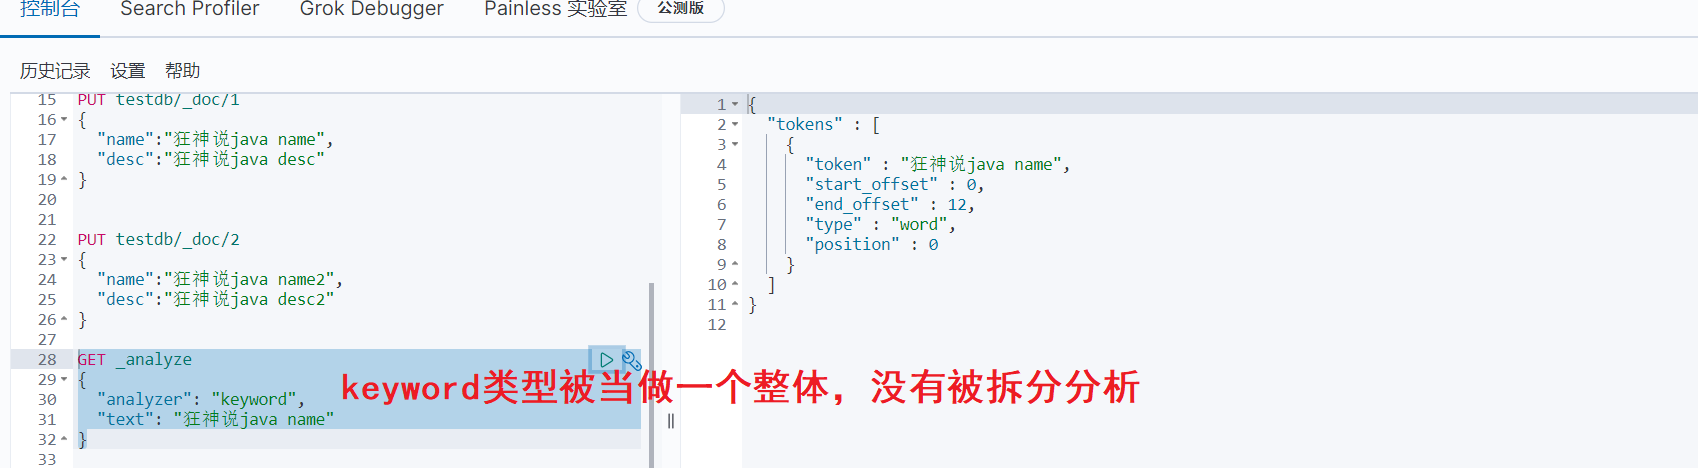 控制台 Search Profiler Grok Debugger Painless 实验室 公测版
历史记录 设置 帮助
15 PUT testdb/_doc/1
16 {
17 "name":"狂神说java name",
18 "desc":"狂神说java desc"
19 }
20
21
22 PUT testdb/_doc/2
23 {
24 "name":"狂神说java name2",
25 "desc":"狂神说java desc2"
26 }
27
28 GET _analyze
29 {
30 "analyzer": "keyword",
31 "text": "狂神说java name"
32 }
33
keyword类型被当做一个整体，没有被拆分分析
1 {
2 "tokens" : [
3 {
4 "token" : "狂神说java name",
5 "start_offset" : 0,
6 "end_offset" : 12,
7 "type" : "word",
8 "position" : 0
9 }
10 ]
11 }
12